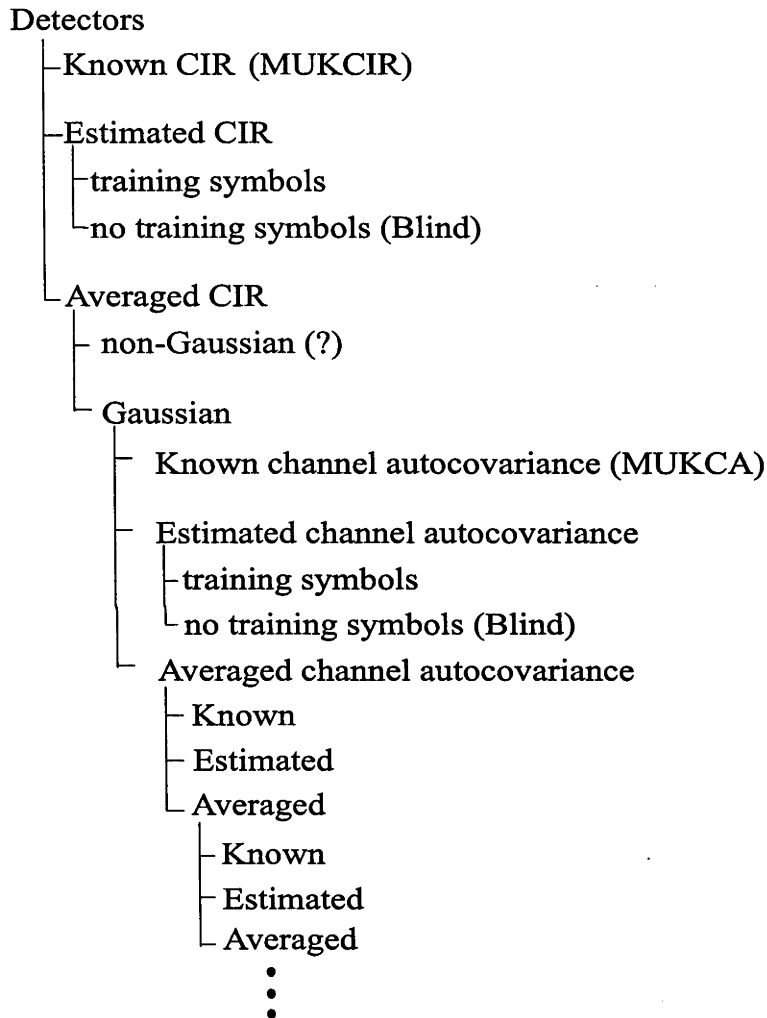 Detectors
Known CIR (MUKCIR)
Estimated CIR
training symbols
no training symbols (Blind)
Averaged CIR
non-Gaussian (?)
Gaussian
Known channel autocovariance (MUKCA)
Estimated channel autocovariance
training symbols
no training symbols (Blind)
Averaged channel autocovariance
Known
Estimated
Averaged
Known
Estimated
Averaged